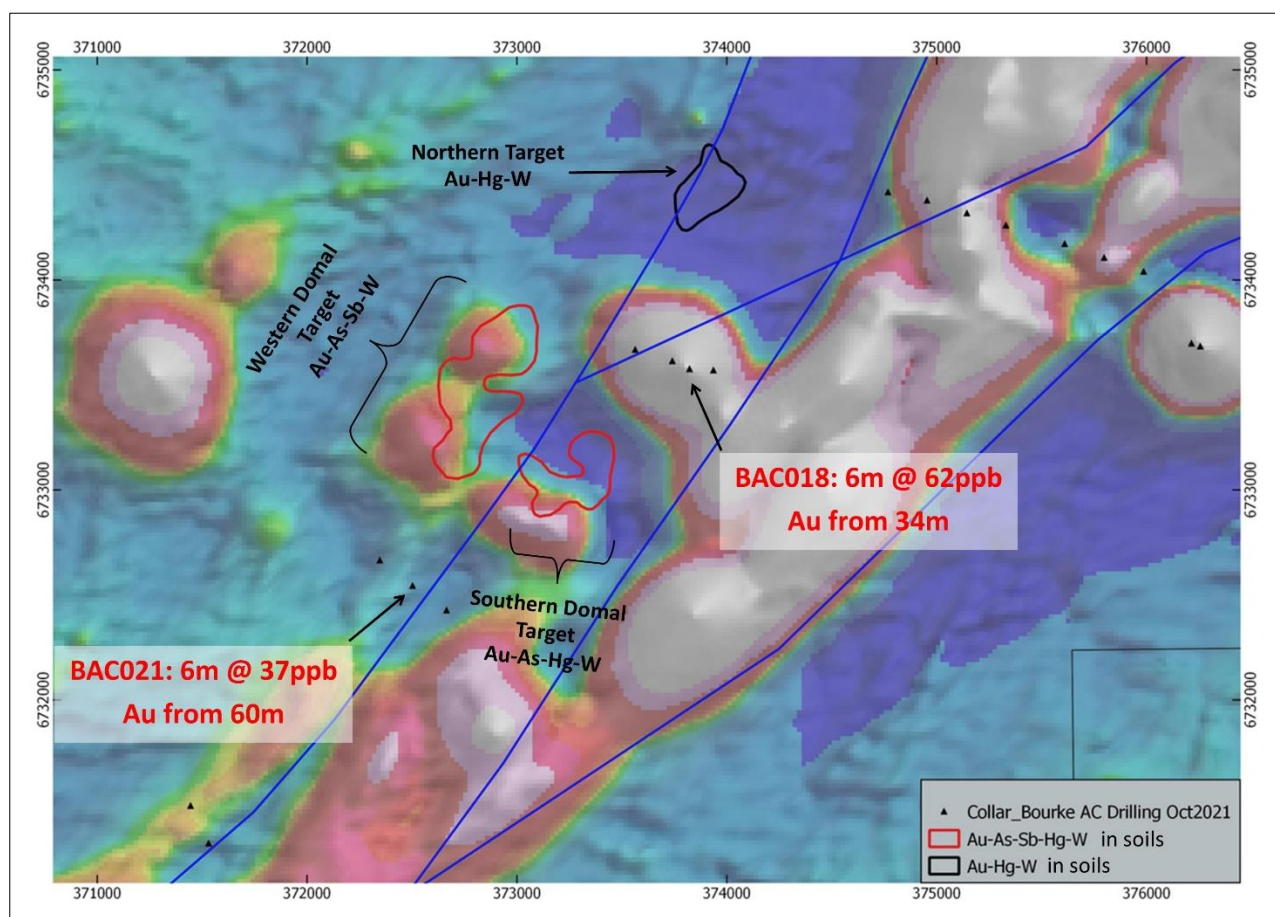 371000 372000 373000 374000 375000 376000
6735000 6735000
Northern Target
Au-Hg-W
6734000 6734000
Western Domal
Target
Au-As-Sb-W
6733000 6733000
BAC018: 6m @ 62ppb
Au from 34m
Southern Domal
Target
Au-As-Hg-W
BAC021: 6m @ 37ppb
Au from 60m
6732000 6732000
Collar_Bourke AC Drilling Oct2021
Au-As-Sb-Hg-W in soils
Au-Hg-W in soils
371000 372000 373000 374000 375000 376000